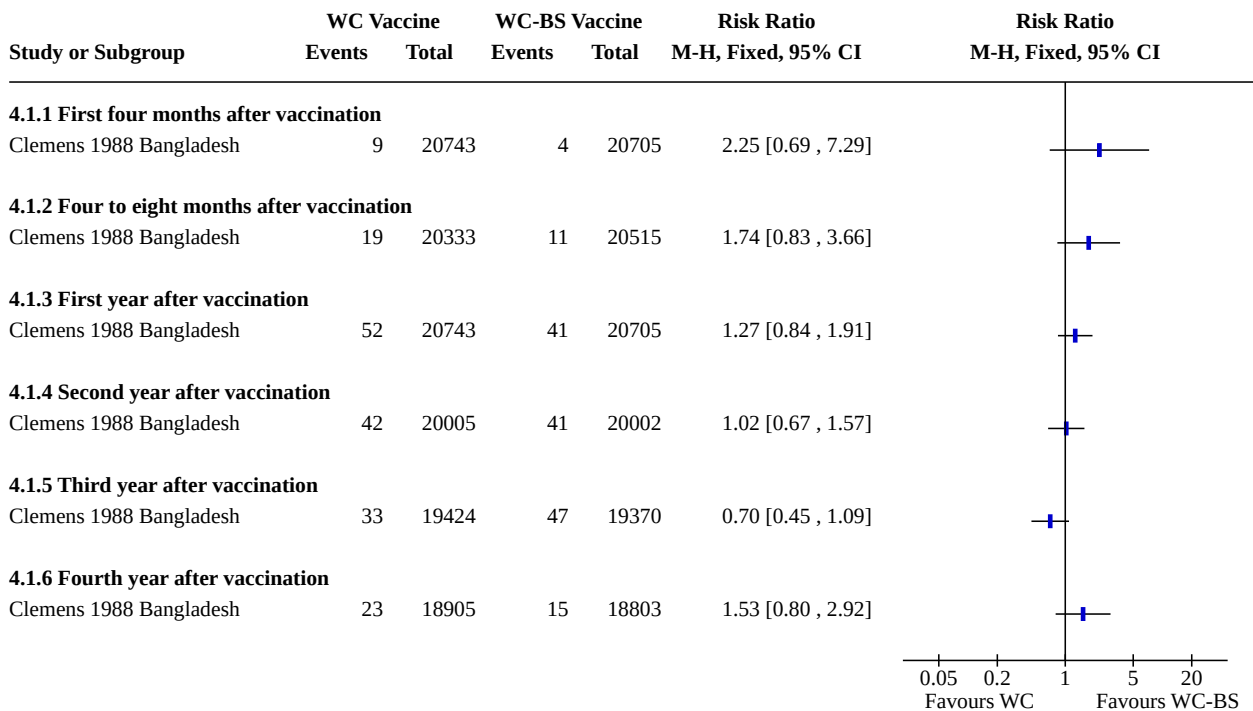 WC Vaccine WC-BS Vaccine Risk Ratio Risk Ratio
Study or Subgroup Events Total Events Total M-H, Fixed, 95% CI M-H, Fixed, 95% CI
4.1.1 First four months after vaccination
Clemens 1988 Bangladesh 9 20743 4 20705 2.25 [0.69 , 7.29]
4.1.2 Four to eight months after vaccination
Clemens 1988 Bangladesh 19 20333 11 20515 1.74 [0.83 , 3.66]
4.1.3 First year after vaccination
Clemens 1988 Bangladesh 52 20743 41 20705 1.27 [0.84 , 1.91]
4.1.4 Second year after vaccination
Clemens 1988 Bangladesh 42 20005 41 20002 1.02 [0.67 , 1.57]
4.1.5 Third year after vaccination
Clemens 1988 Bangladesh 33 19424 47 19370 0.70 [0.45 , 1.09]
4.1.6 Fourth year after vaccination
Clemens 1988 Bangladesh 23 18905 15 18803 1.53 [0.80 , 2.92]
0.05 0.2 1 5 20
Favours WC Favours WC-BS